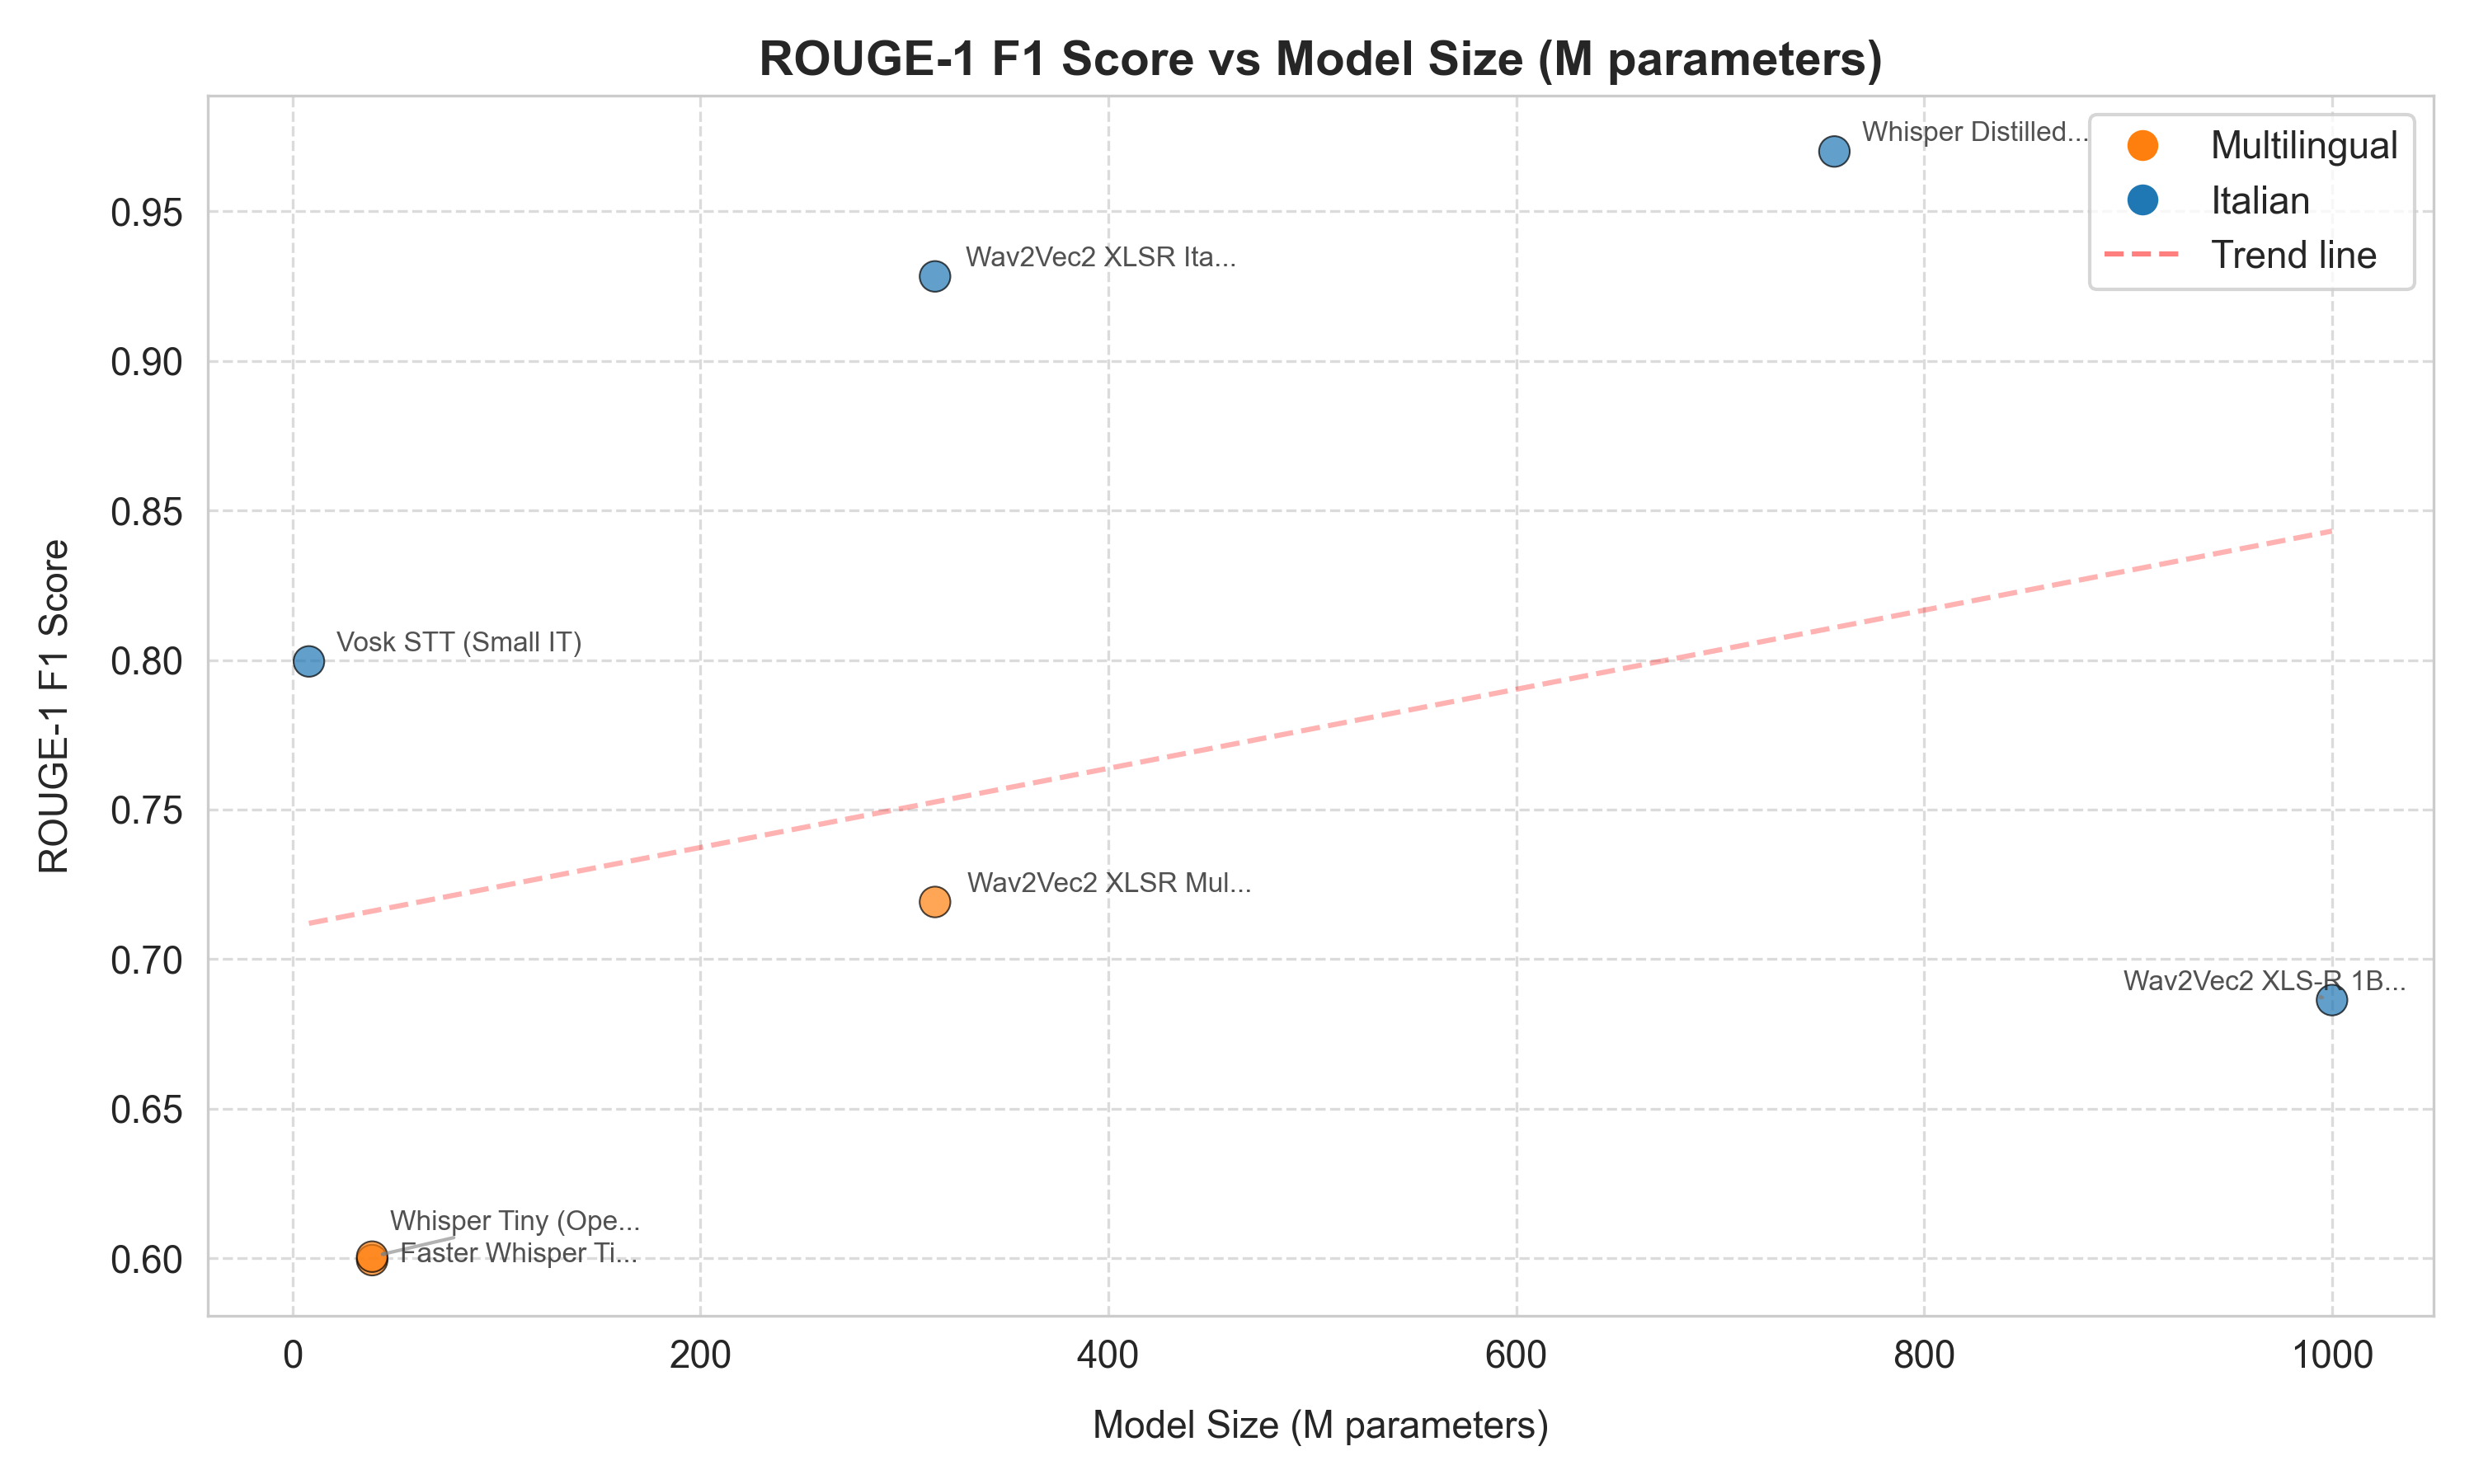 ROUGE-1 F1 Score vs Model Size (M parameters)
Whisper Distilled...
Multilingual
Italian
Trend line
Wav2Vec2 XLSR Ita...
Vosk STT (Small IT)
Wav2Vec2 XLSR Mul...
Wav2Vec2 XLS-R 1B...
Whisper Tiny (Ope...
Faster Whisper Ti...
ROUGE-1 F1 Score
0.95
0.90
0.85
0.80
0.75
0.70
0.65
0.60
0 200 400 600 800 1000
Model Size (M parameters)